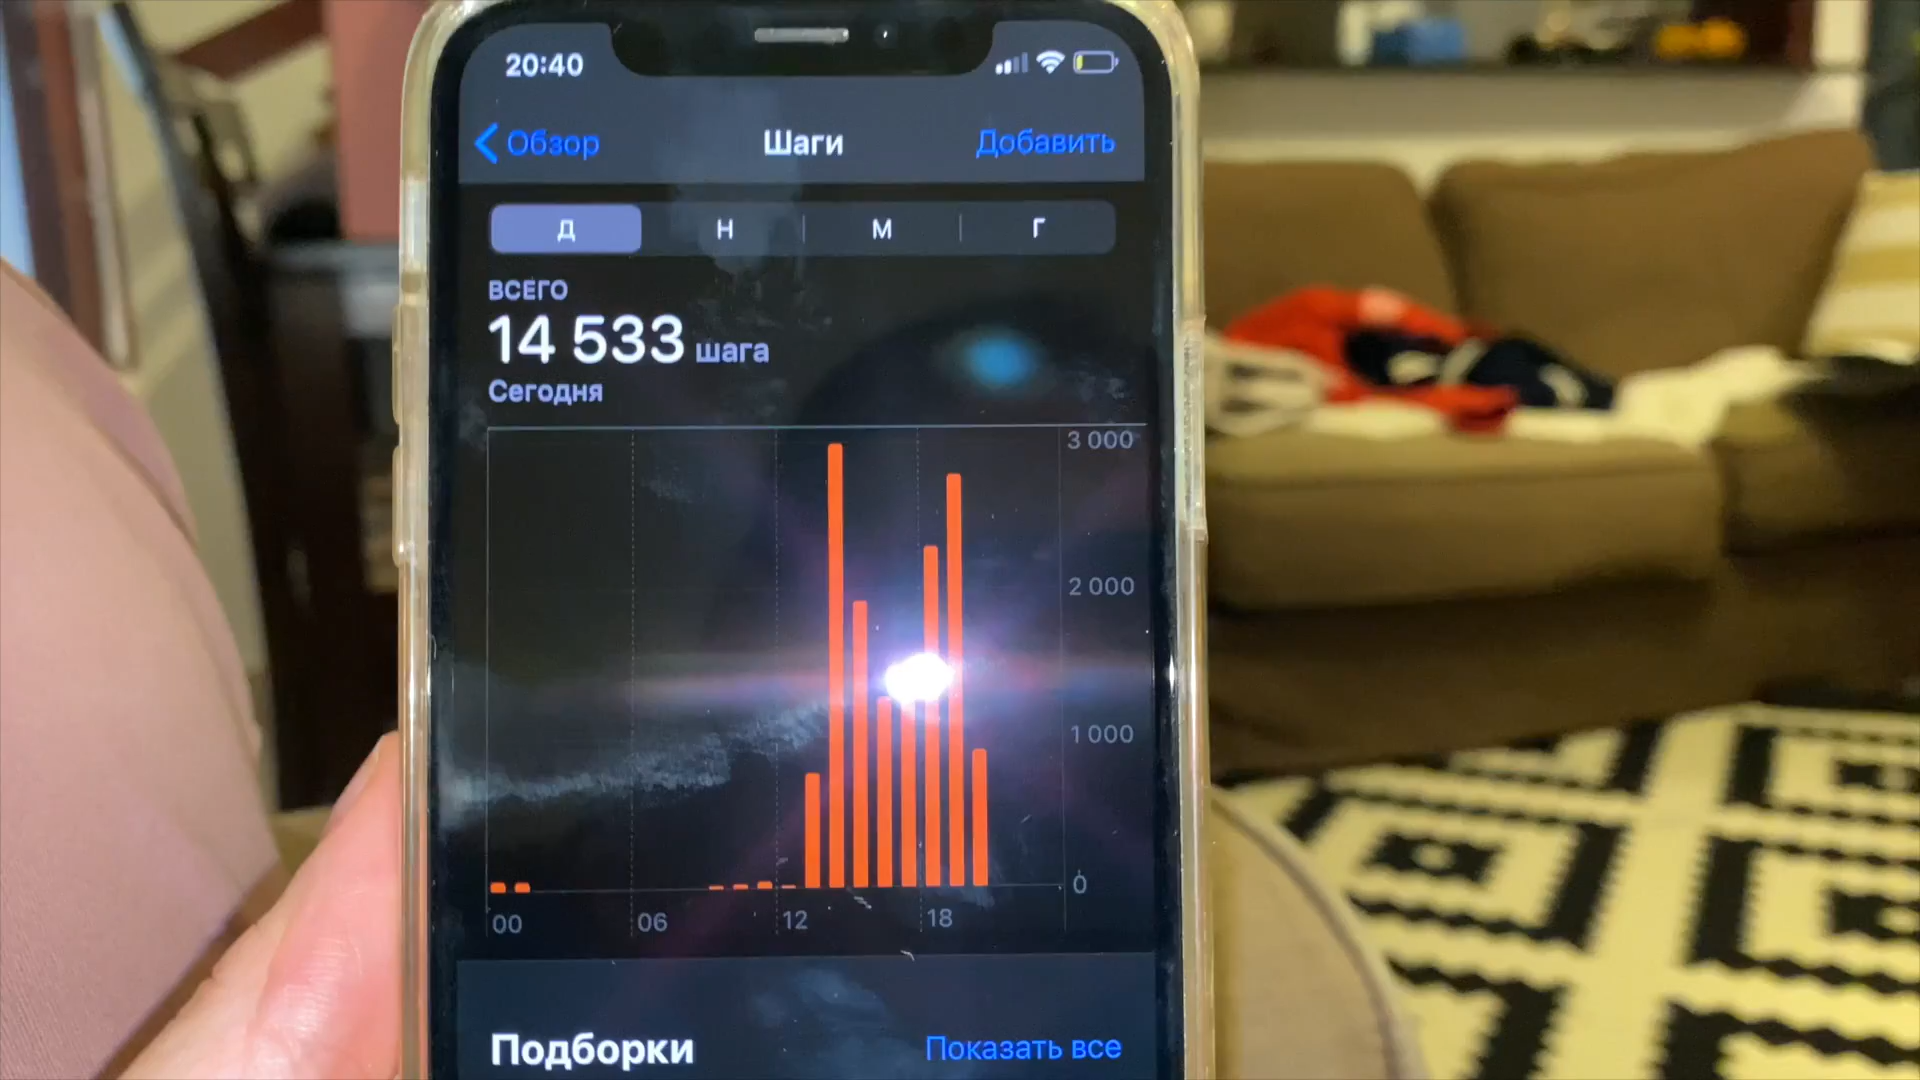 20:40
Обзор Шаги Добавить
Д Н М Г
ВСЕГО
14 533 шага
Сегодня
3 000
2 000
1 000
0
00 06 12 18
Подборки Показать все